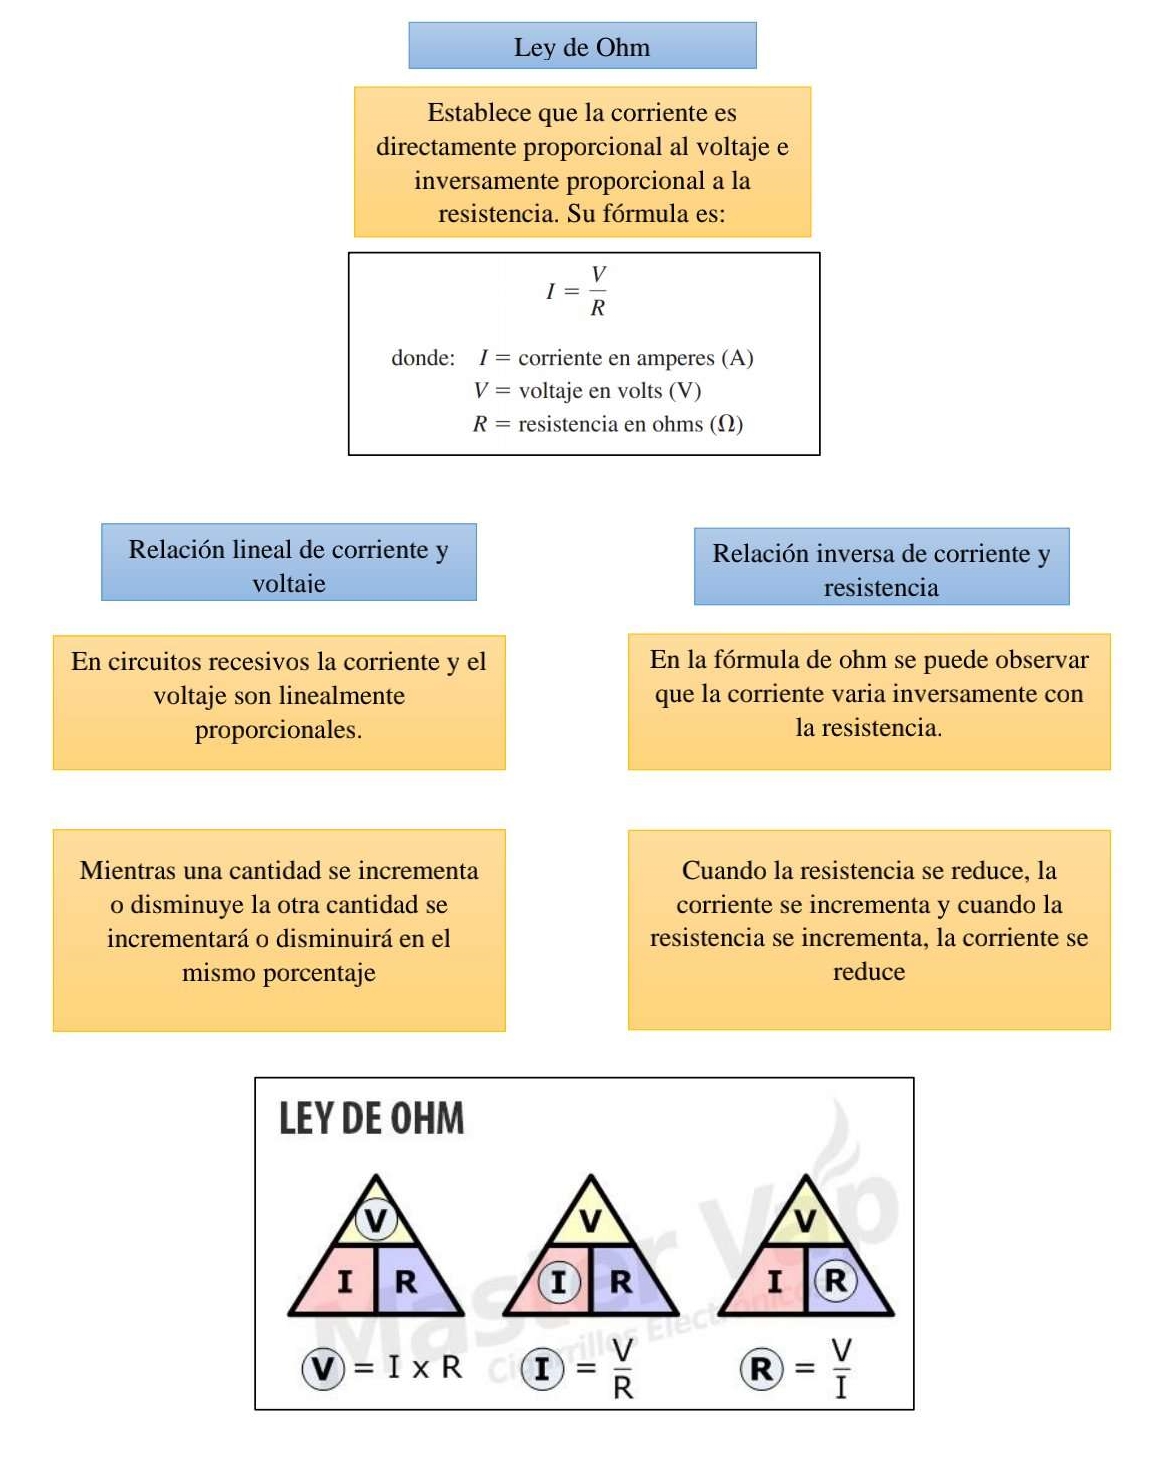 Ley de Ohm
Establece que la corriente es
directamente proporcional al voltaje e
inversamente proporcional a la
resistencia. Su fórmula es:
I = V/R
donde: I = corriente en amperes (A)
V = voltaje en volts (V)
R = resistencia en ohms (Ω)
Relación lineal de corriente y
voltaje
En circuitos recesivos la corriente y el
voltaje son linealmente
proporcionales.
Mientras una cantidad se incrementa
o disminuye la otra cantidad se
incrementará o disminuirá en el
mismo porcentaje
Relación inversa de corriente y
resistencia
En la fórmula de ohm se puede observar
que la corriente varia inversamente con
la resistencia.
Cuando la resistencia se reduce, la
corriente se incrementa y cuando la
resistencia se incrementa, la corriente se
reduce
LEY DE OHM
V
I R
V = I x R
V
I R
I = V/R
V
I R
R = V/I
Master Vap
Cigarrillos Electronicos